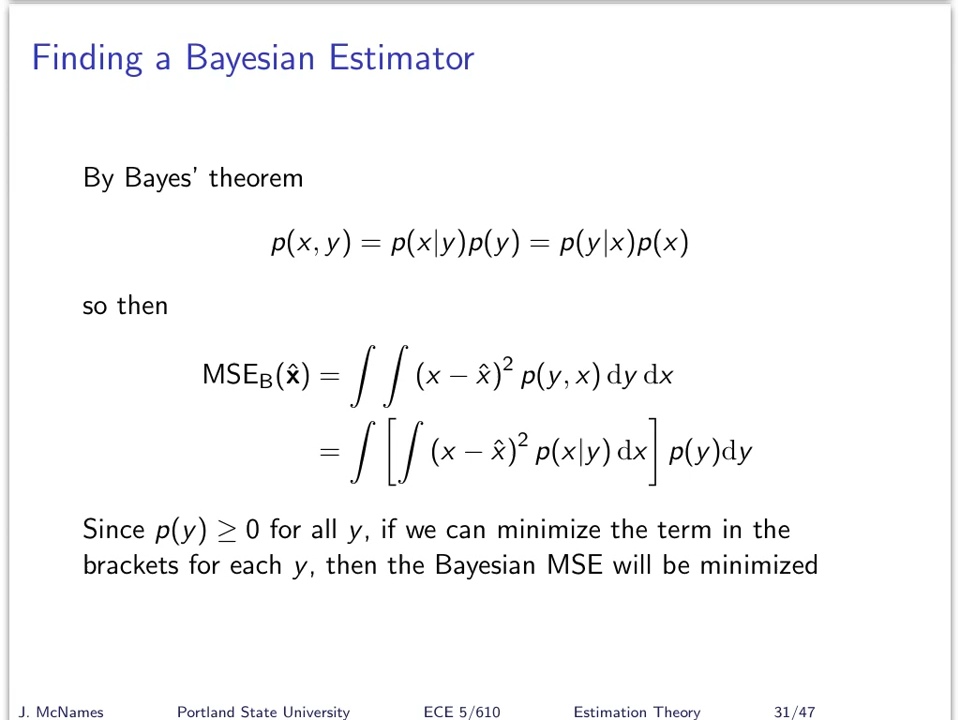 Finding a Bayesian Estimator
By Bayes' theorem
p(x, y) = p(x|y)p(y) = p(y|x)p(x)
so then
MSE_B(x̂) = ∫ ∫ (x − x̂)² p(y, x) dy dx
= ∫ [∫ (x − x̂)² p(x|y) dx] p(y)dy
Since p(y) ≥ 0 for all y, if we can minimize the term in the
brackets for each y, then the Bayesian MSE will be minimized
J. McNames Portland State University ECE 5/610 Estimation Theory 31/47